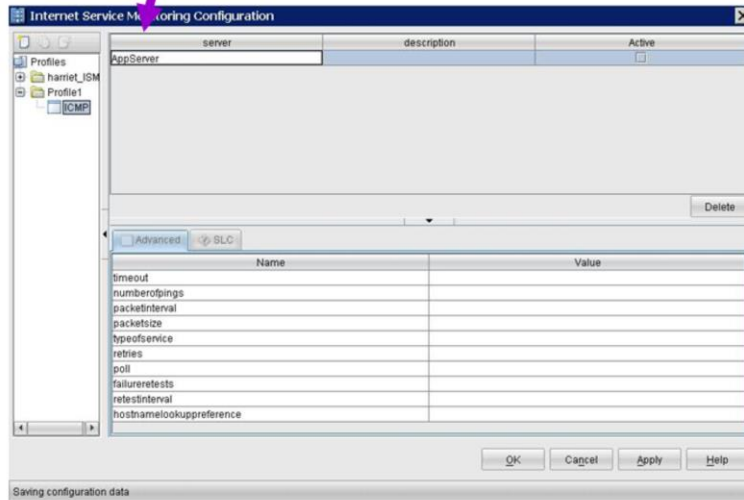 Internet Service Monitoring Configuration
server description Active
Profiles
AppServer
harriet_ISM
Profile1
ICMP
Delete
Advanced SLC
Name Value
timeout
numberofpings
packetinterval
packetsize
typeofservice
retries
poll
failureretests
retestinterval
hostnamelookuppreference
OK Cancel Apply Help
Saving configuration data